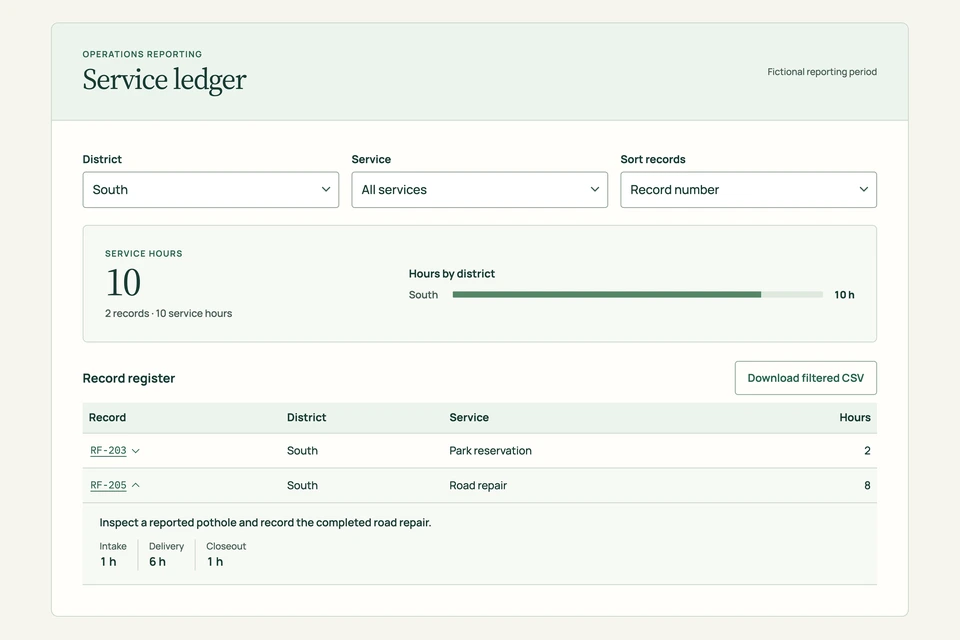 OPERATIONS REPORTING
Service ledger
Fictional reporting period
District
Service
Sort records
South
All services
Record number
SERVICE HOURS
10
2 records · 10 service hours
Hours by district
South
10 h
Record register
Download filtered CSV
Record District Service Hours
RF-203 South Park reservation 2
RF-205 South Road repair 8
Inspect a reported pothole and record the completed road repair.
Intake Delivery Closeout
1 h 6 h 1 h